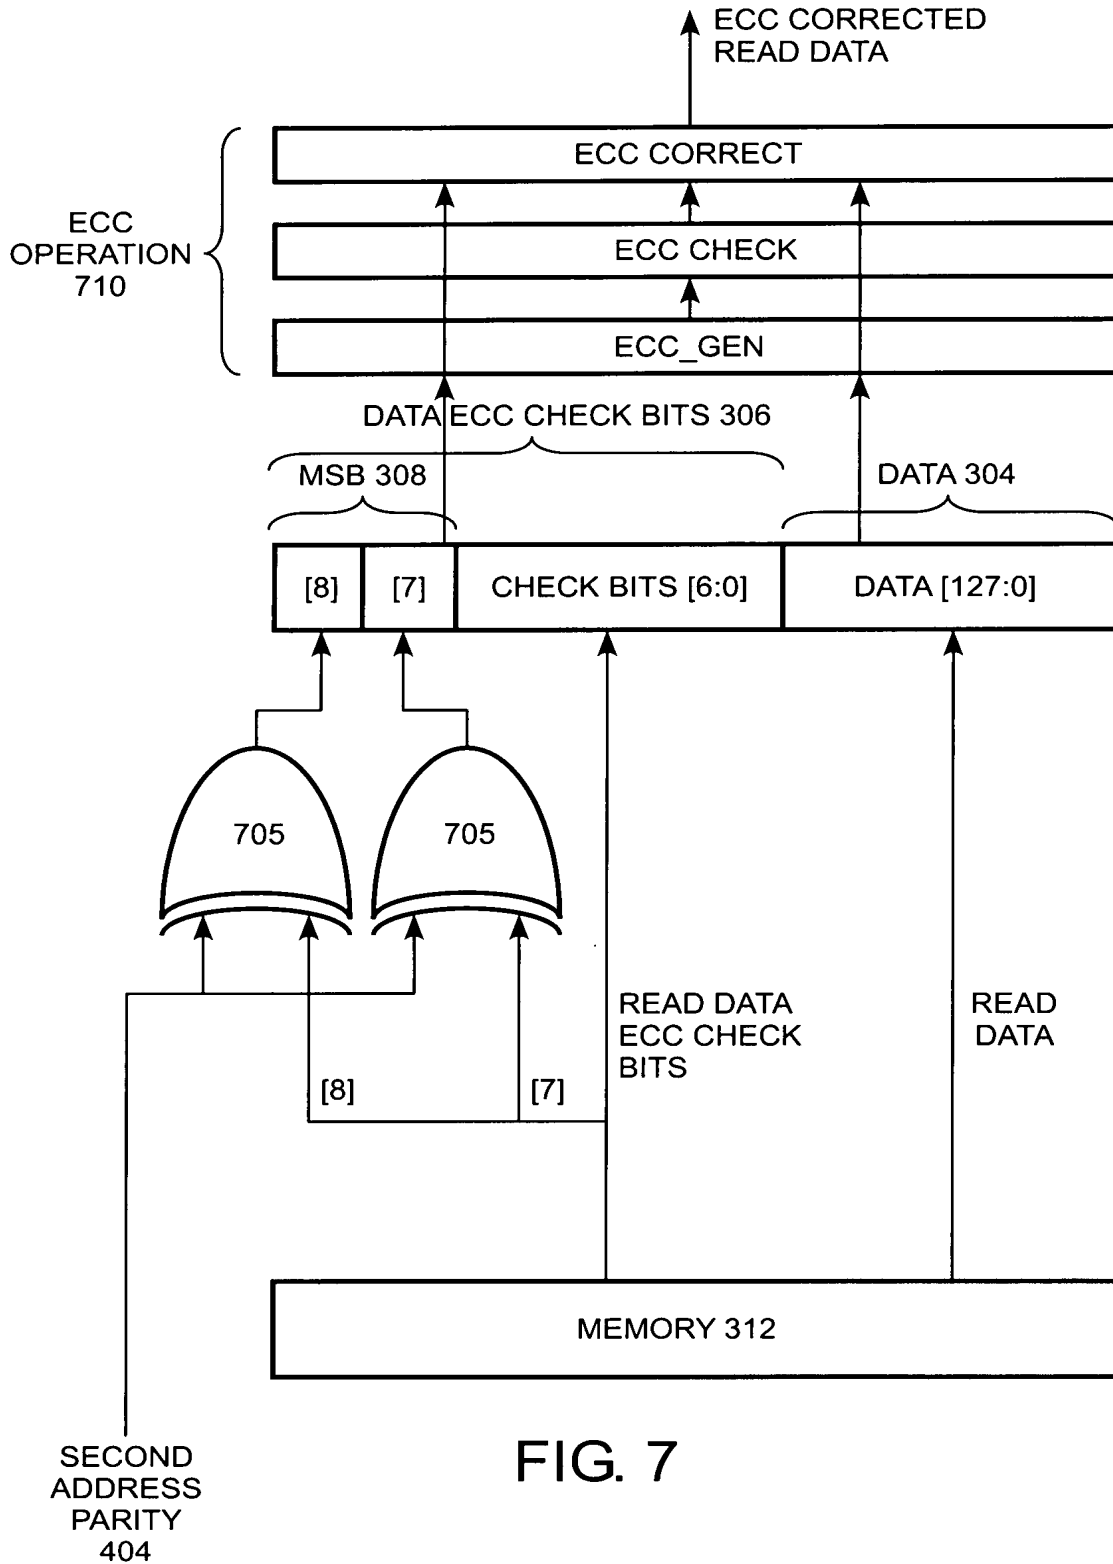 ECC CORRECTED
READ DATA
ECC CORRECT
ECC
OPERATION
710
ECC CHECK
ECC_GEN
DATA ECC CHECK BITS 306
MSB 308
DATA 304
[8]
[7]
CHECK BITS [6:0]
DATA [127:0]
705
705
READ DATA
ECC CHECK
BITS
READ
DATA
[8]
[7]
MEMORY 312
SECOND
ADDRESS
PARITY
404
FIG. 7